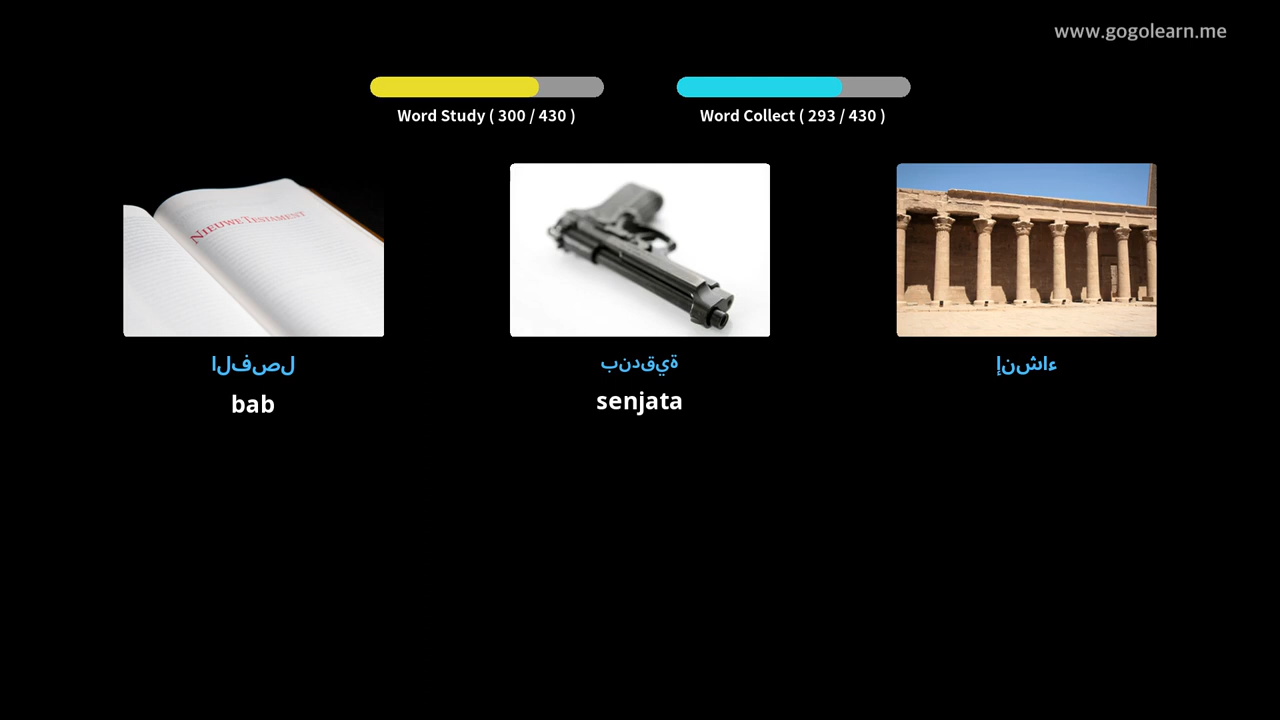 www.gogolearn.me
Word Study ( 300 / 430 )
Word Collect ( 293 / 430 )
NIEUWE TESTAMENT
الفصل
بندقية
إنشاء
bab
senjata